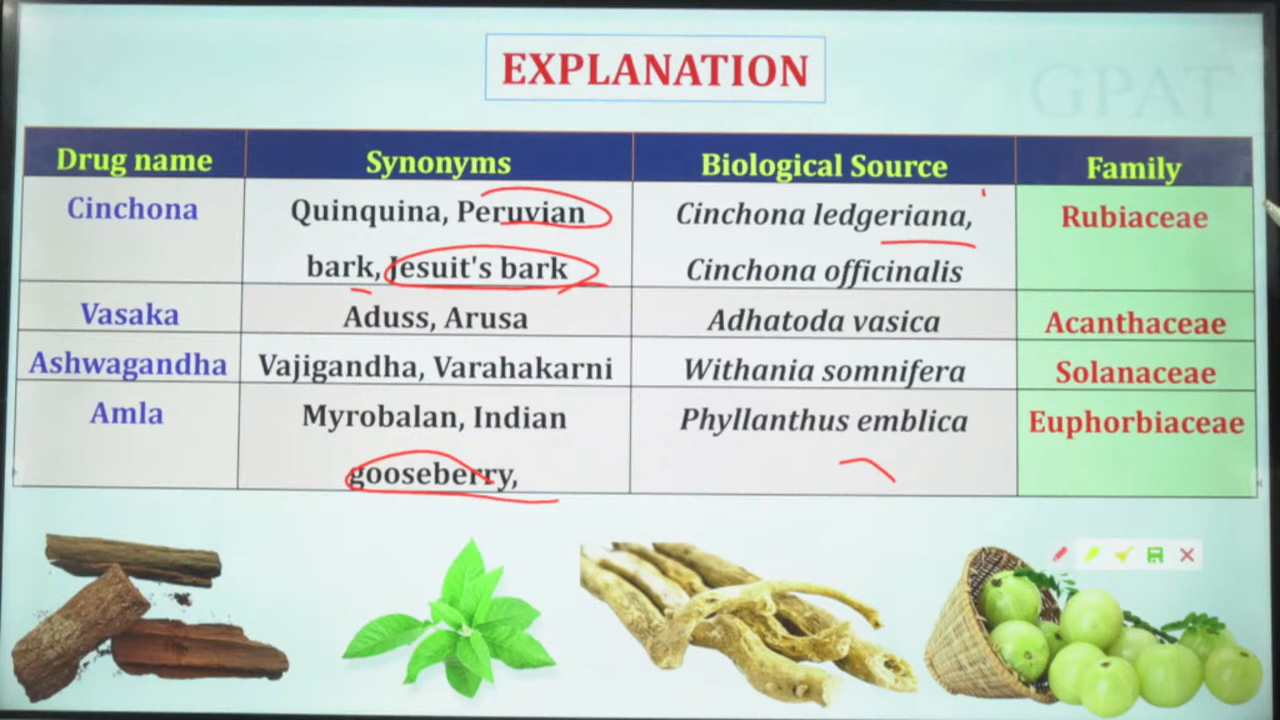 EXPLANATION
GPAT
Drug name Synonyms Biological Source Family
Cinchona Quinquina, Peruvian Cinchona ledgeriana, Rubiaceae
bark, Jesuit's bark Cinchona officinalis
Vasaka Aduss, Arusa Adhatoda vasica Acanthaceae
Ashwagandha Vajigandha, Varahakarni Withania somnifera Solanaceae
Amla Myrobalan, Indian Phyllanthus emblica Euphorbiaceae
gooseberry,